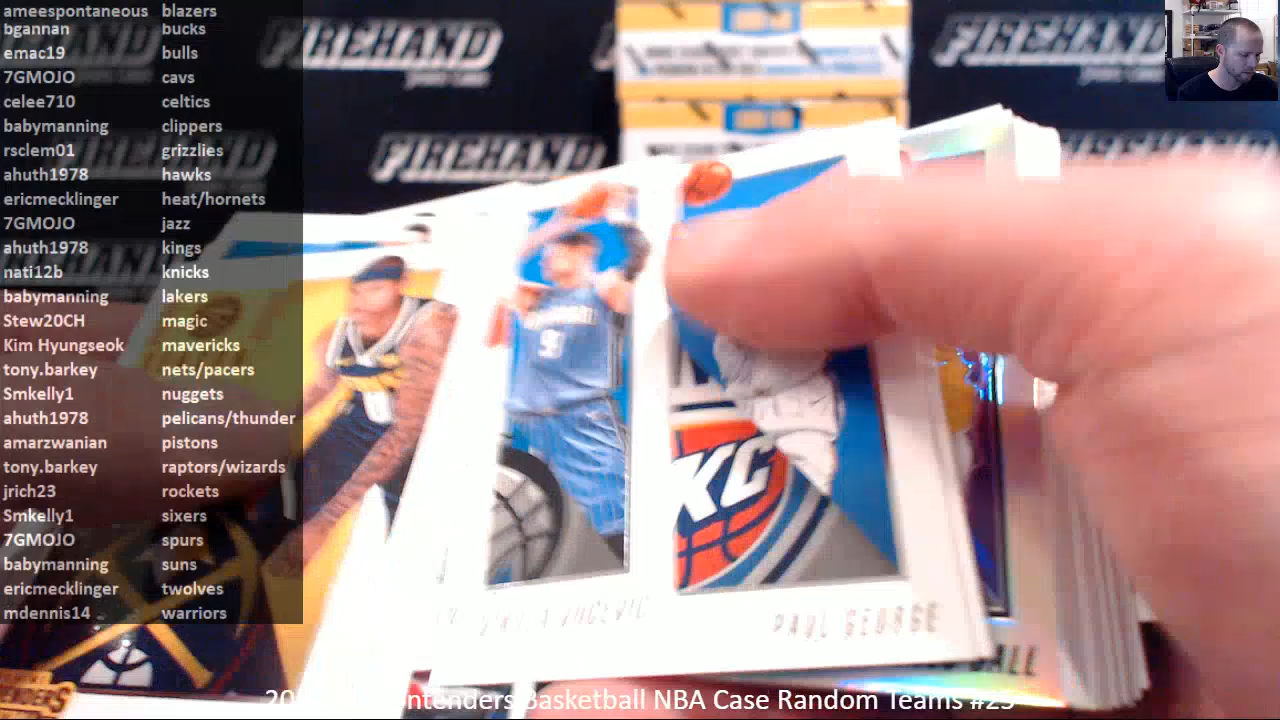 ameespontaneous blazers
bgannan bucks
emac19 bulls
7GMOJO cavs
celee710 celtics
babymanning clippers
rsclem01 grizzlies
ahuth1978 hawks
ericmecklinger heat/hornets
7GMOJO jazz
ahuth1978 kings
nati12b knicks
babymanning lakers
Stew20CH magic
Kim Hyungseok mavericks
tony.barkey nets/pacers
Smkelly1 nuggets
ahuth1978 pelicans/thunder
amarzwanian pistons
tony.barkey raptors/wizards
jrich23 rockets
Smkelly1 sixers
7GMOJO spurs
babymanning suns
ericmecklinger twolves
mdennis14 warriors
FIREHAND
FIREHAND
FIREHAND
KC
PAUL GEORGE
BALL
Basketball NBA Case Random Teams #25